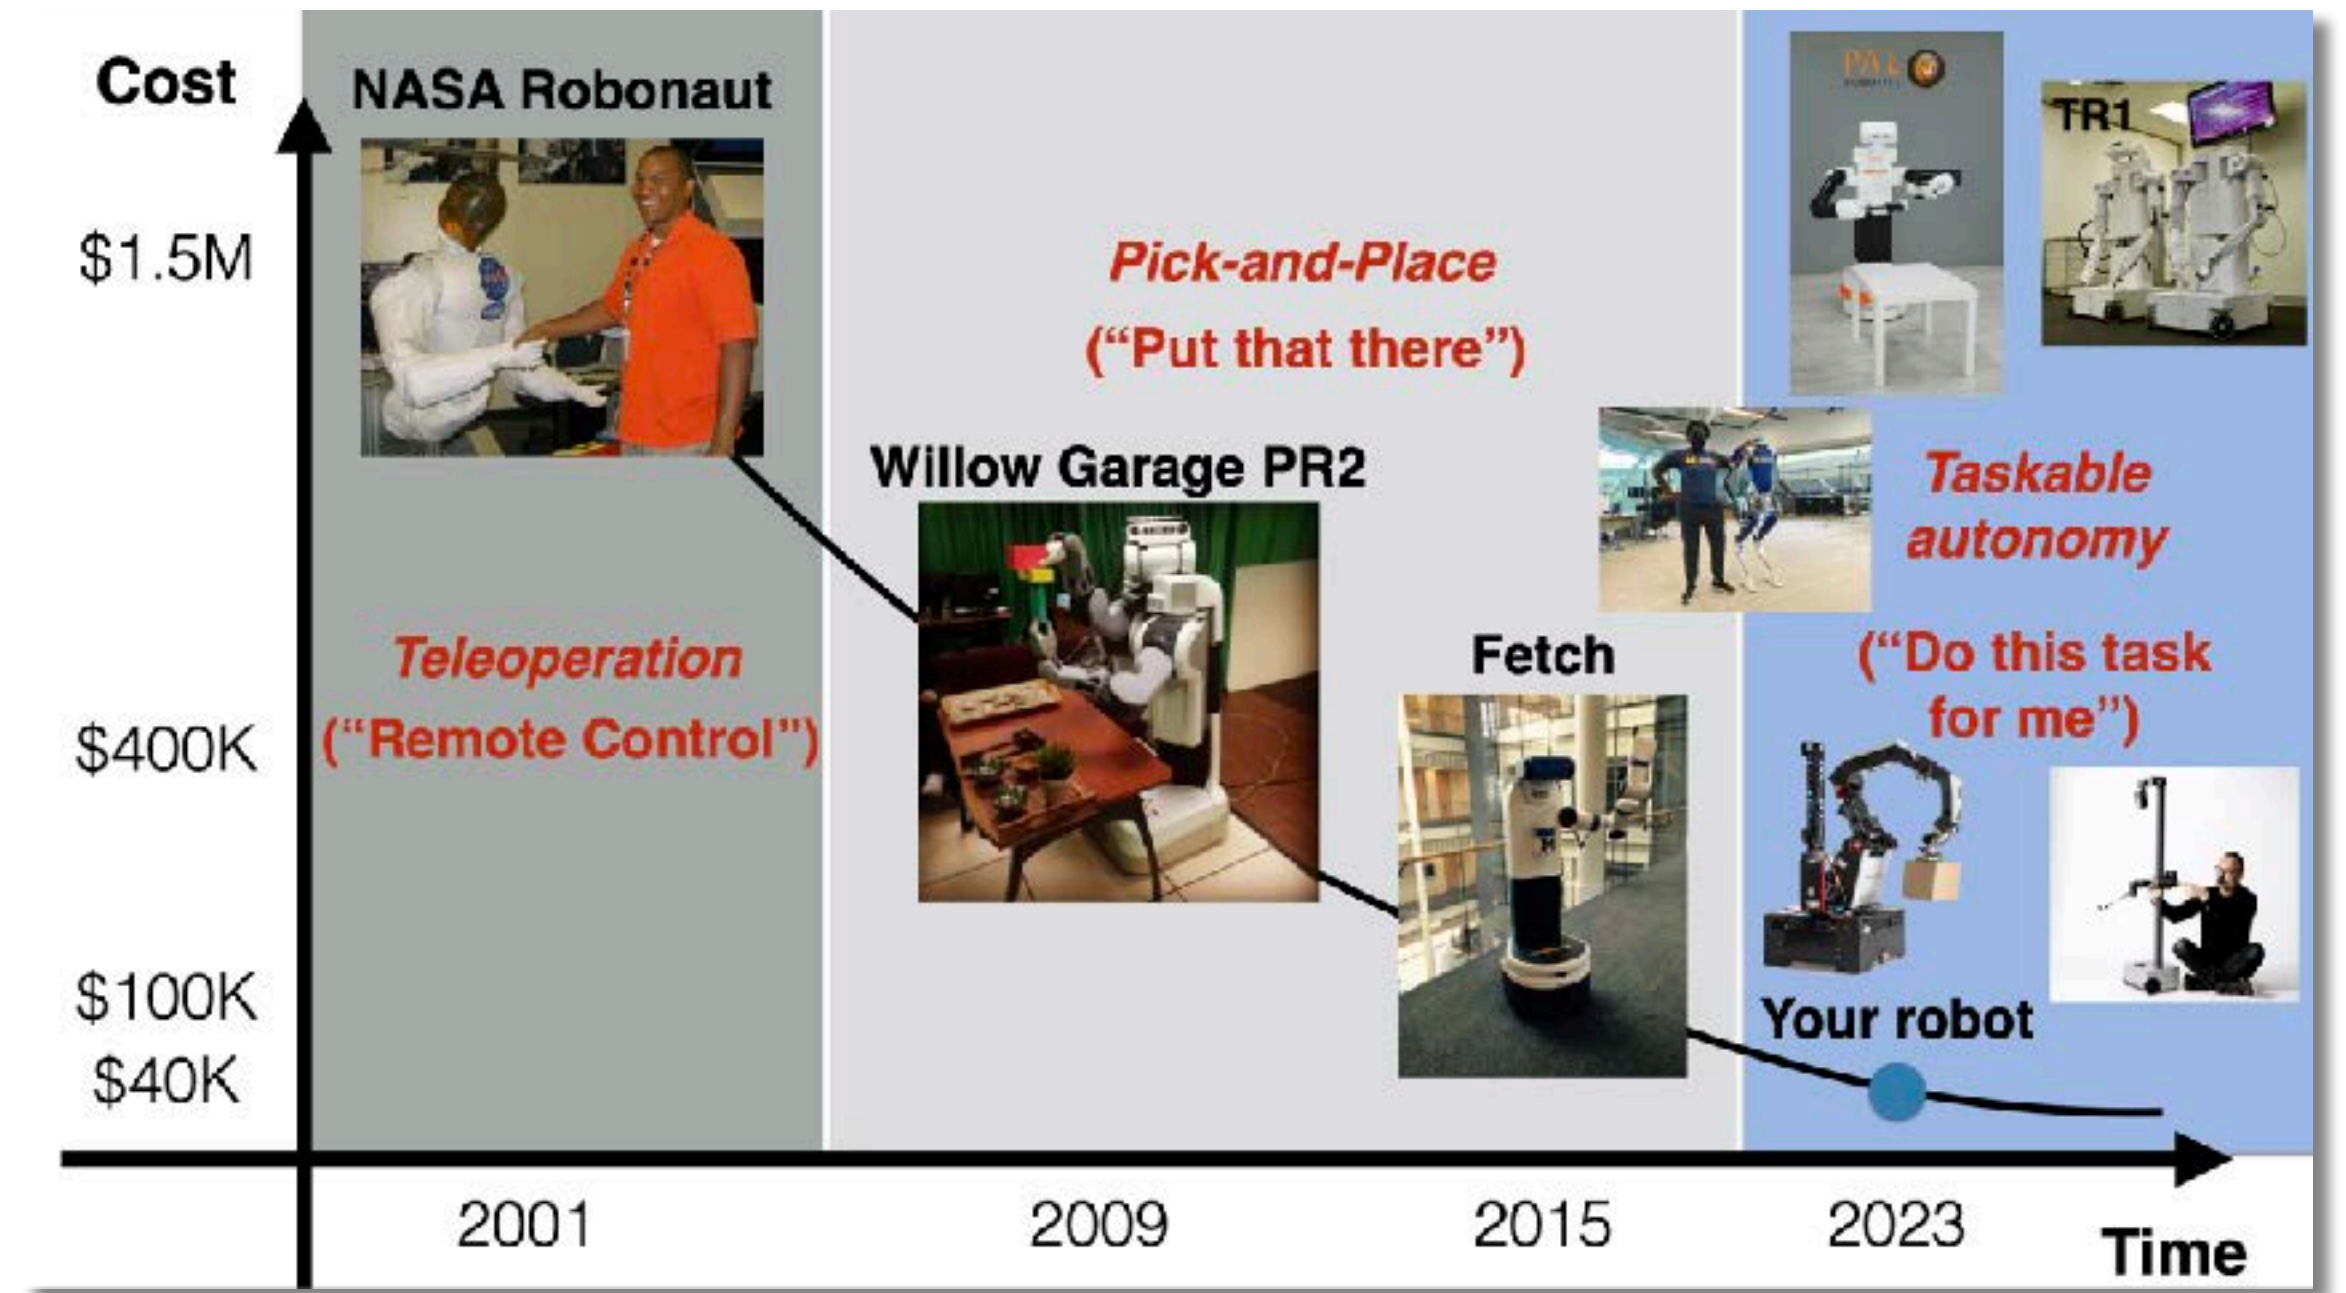 Cost
NASA Robonaut
$1.5M
Teleoperation
("Remote Control")
$400K
$100K
$40K
Pick-and-Place
("Put that there")
Willow Garage PR2
Fetch
PAL
TR1
Taskable
autonomy
("Do this task
for me")
Your robot
2001
2009
2015
2023
Time